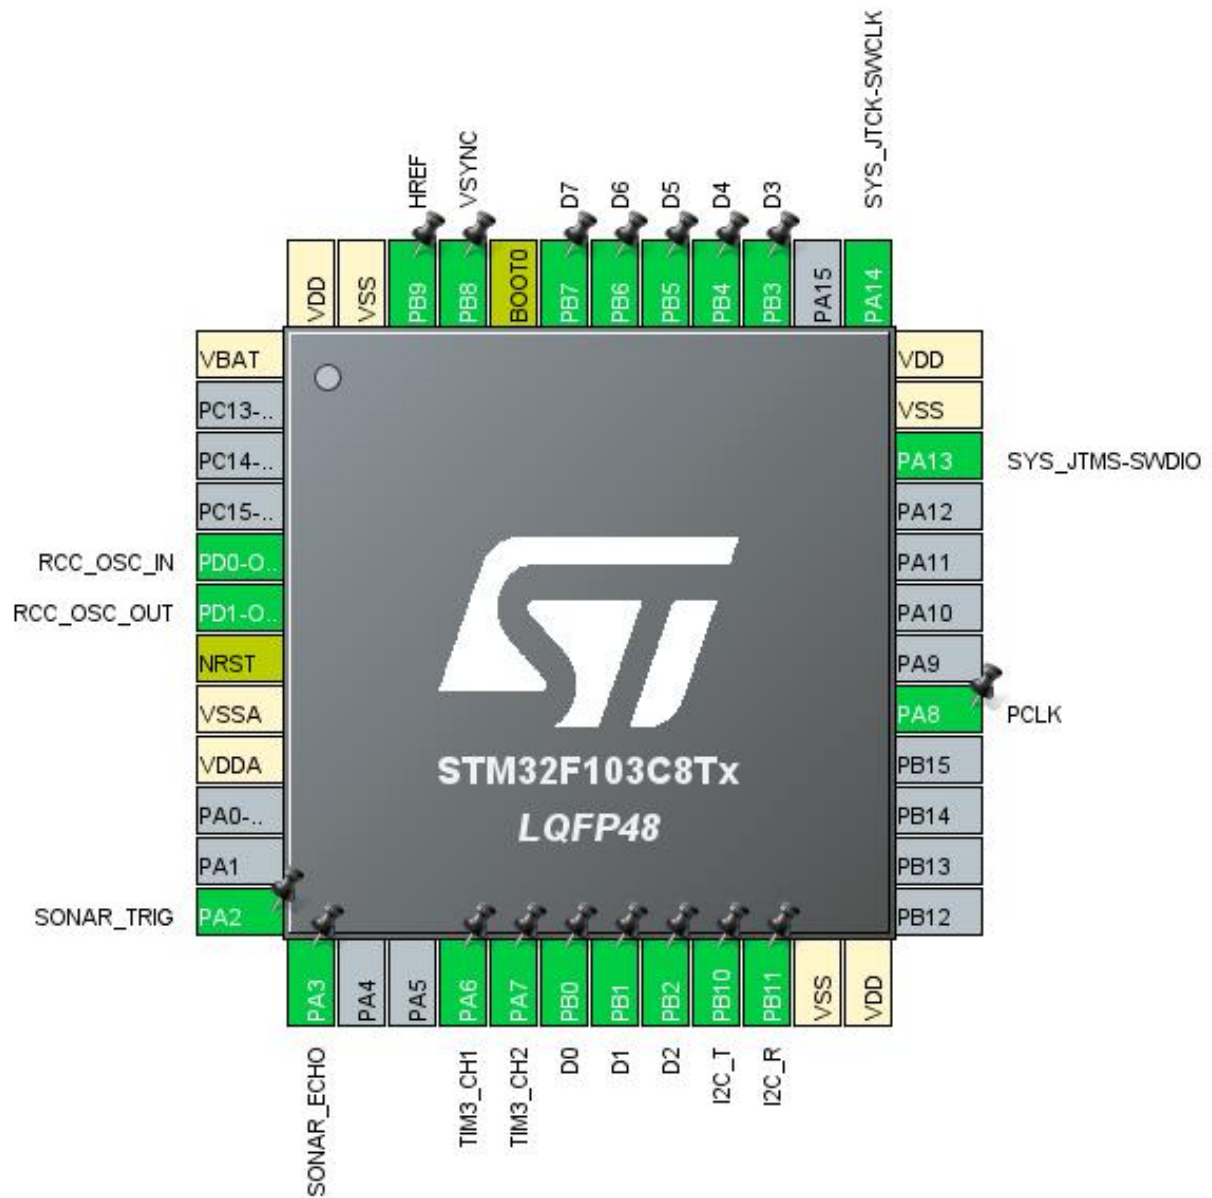 SYS_JTCK-SWCLK
HREF
VSYNC
D7
D6
D5
D4
D3
VDD
VSS
PB9
PB8
BOOT0
PB7
PB6
PB5
PB4
PB3
PA15
PA14
VBAT
PC13-..
PC14-..
PC15-..
RCC_OSC_IN
PD0-O..
RCC_OSC_OUT
PD1-O..
NRST
VSSA
VDDA
PA0-..
PA1
SONAR_TRIG
PA2
STM32F103C8Tx
LQFP48
VDD
VSS
PA13
SYS_JTMS-SWDIO
PA12
PA11
PA10
PA9
PA8
PCLK
PB15
PB14
PB13
PB12
PA3
PA4
PA5
PA6
PA7
PB0
PB1
PB2
PB10
PB11
VSS
VDD
SONAR_ECHO
TIM3_CH1
TIM3_CH2
D0
D1
D2
I2C_T
I2C_R